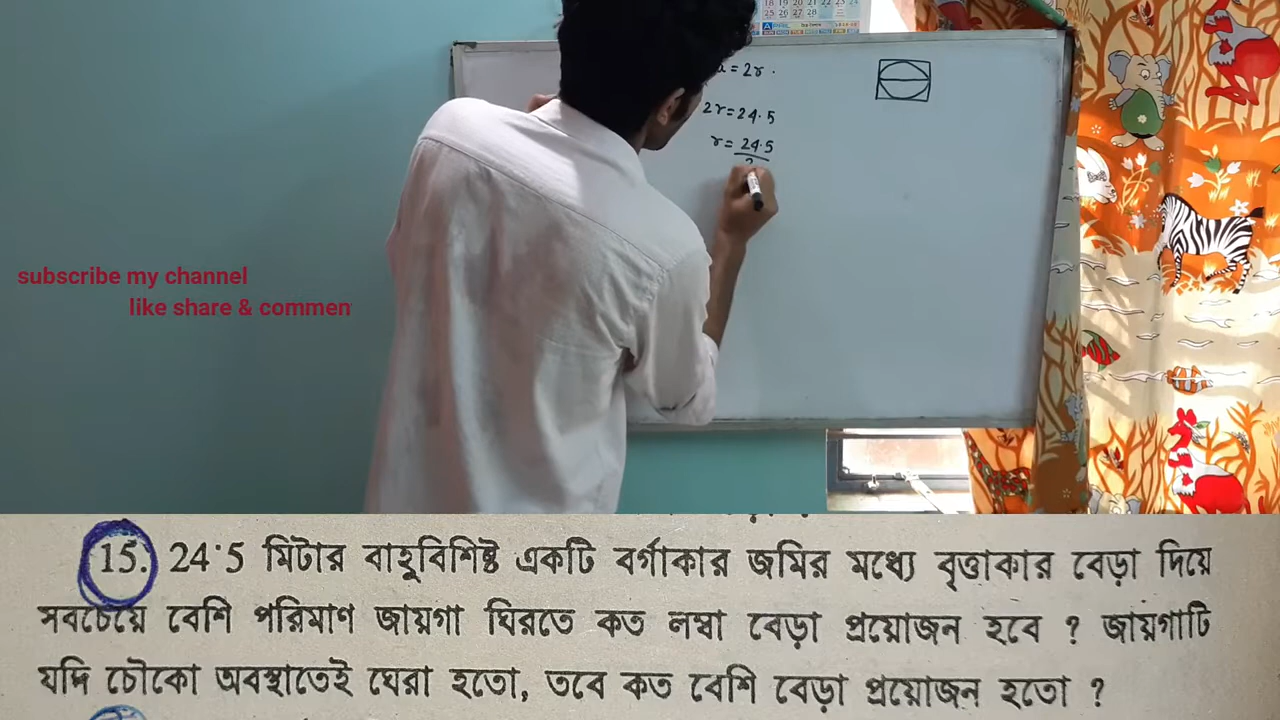 = 2r.
2r = 24.5
r = 24.5
subscribe my channel
like share & commen
15. 24·5 মিটার বাহুবিশিষ্ট একটি বর্গাকার জমির মধ্যে বৃত্তাকার বেড়া দিয়ে
সবচেয়ে বেশি পরিমাণ জায়গা ঘিরতে কত লম্বা বেড়া প্রয়োজন হবে ? জায়গাটি
যদি চৌকো অবস্থাতেই ঘেরা হতো, তবে কত বেশি বেড়া প্রয়োজন হতো ?